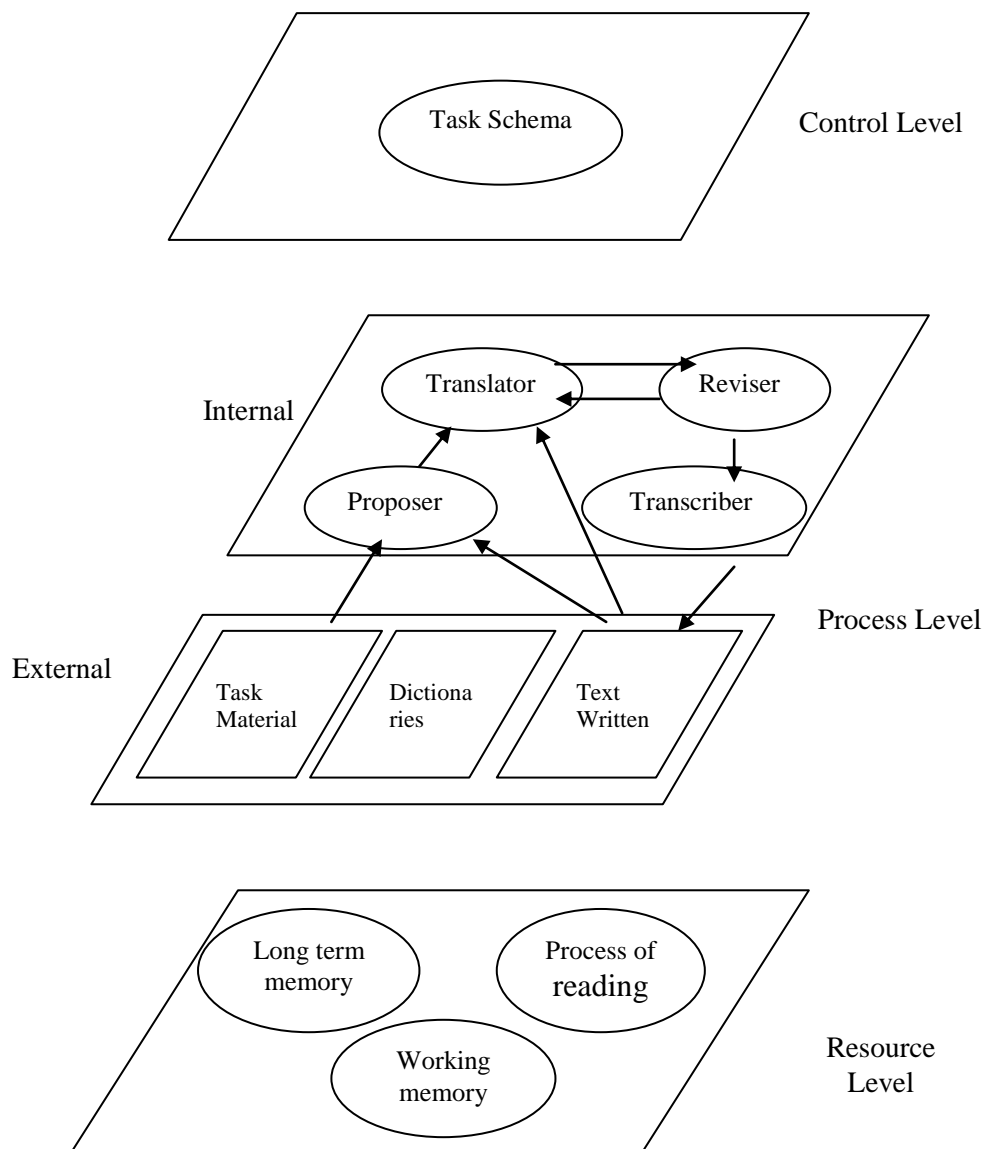 Task Schema
Control Level
Translator
Reviser
Internal
Proposer
Transcriber
Process Level
External
Task
Material
Dictiona
ries
Text
Written
Long term
memory
Process of
reading
Working
memory
Resource
Level